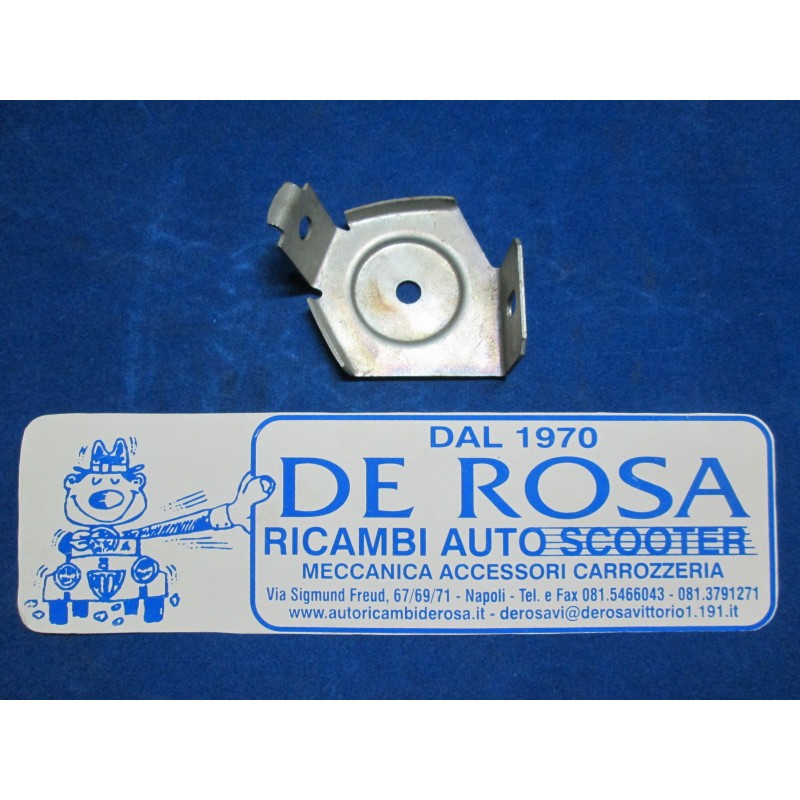 DAL 1970
DE ROSA
RICAMBI AUTO SCOOTER
MECCANICA ACCESSORI CARROZZERIA
Via Sigmund Freud, 67/69/71 - Napoli - Tel. e Fax 081.5466043 - 081.3791271
www.autoricambiderosa.it - derosavi@derosavittorio1.191.it